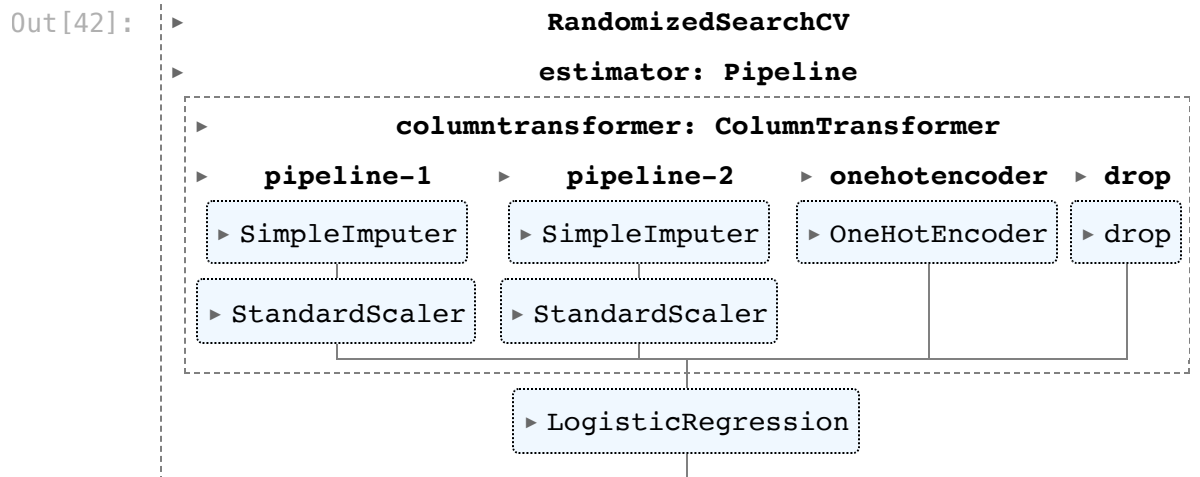 Out[42]:
RandomizedSearchCV
estimator: Pipeline
columntransformer: ColumnTransformer
pipeline-1 pipeline-2 onehotencoder drop
SimpleImputer SimpleImputer OneHotEncoder drop
StandardScaler StandardScaler
LogisticRegression